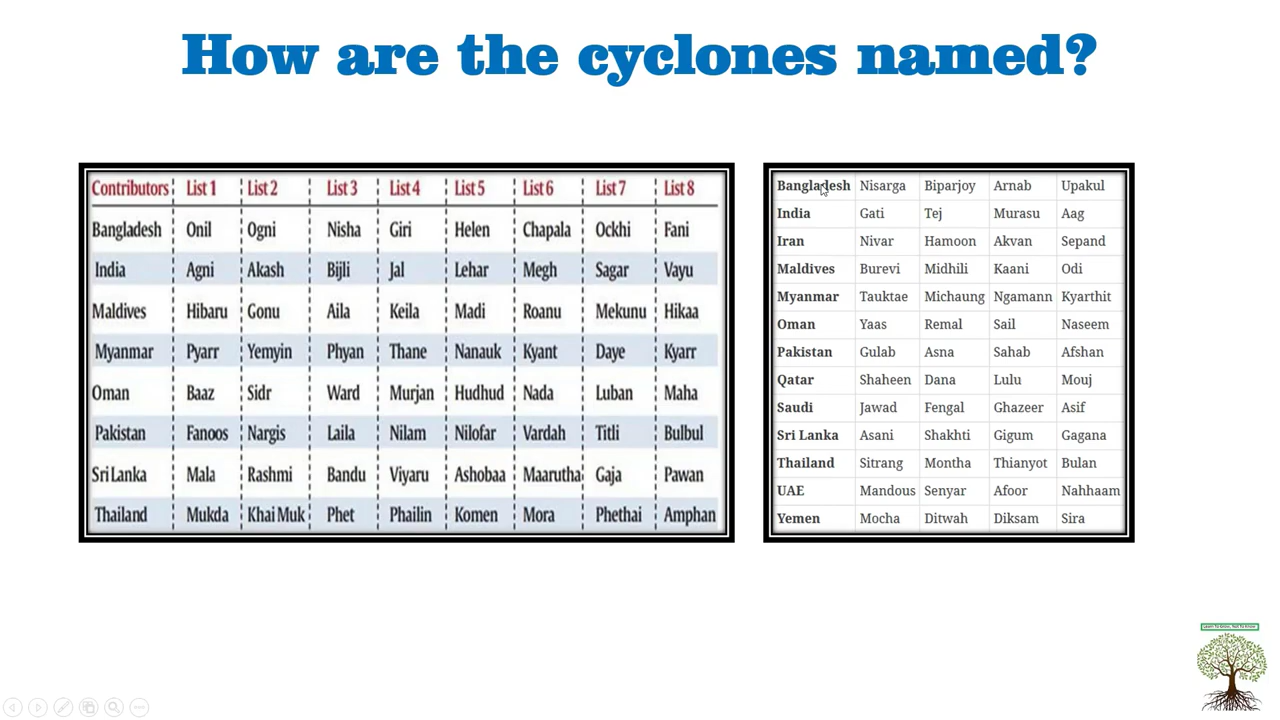 How are the cyclones named?
Contributors List 1 List 2 List 3 List 4 List 5 List 6 List 7 List 8
Bangladesh Onil Ogni Nisha Giri Helen Chapala Ockhi Fani
India Agni Akash Bijli Jal Lehar Megh Sagar Vayu
Maldives Hibaru Gonu Aila Keila Madi Roanu Mekunu Hikaa
Myanmar Pyarr Yemyin Phyan Thane Nanauk Kyant Daye Kyarr
Oman Baaz Sidr Ward Murjan Hudhud Nada Luban Maha
Pakistan Fanoos Nargis Laila Nilam Nilofar Vardah Titli Bulbul
Sri Lanka Mala Rashmi Bandu Viyaru Ashobaa Maarutha Gaja Pawan
Thailand Mukda Khai Muk Phet Phailin Komen Mora Phethai Amphan
Bangladesh Nisarga Biparjoy Arnab Upakul
India Gati Tej Murasu Aag
Iran Nivar Hamoon Akvan Sepand
Maldives Burevi Midhili Kaani Odi
Myanmar Tauktae Michaung Ngamann Kyarthit
Oman Yaas Remal Sail Naseem
Pakistan Gulab Asna Sahab Afshan
Qatar Shaheen Dana Lulu Mouj
Saudi Jawad Fengal Ghazeer Asif
Sri Lanka Asani Shakhti Gigum Gagana
Thailand Sitrang Montha Thianyot Bulan
UAE Mandous Senyar Afoor Nahhaam
Yemen Mocha Ditwah Diksam Sira
Learn To Grow, Not To Know